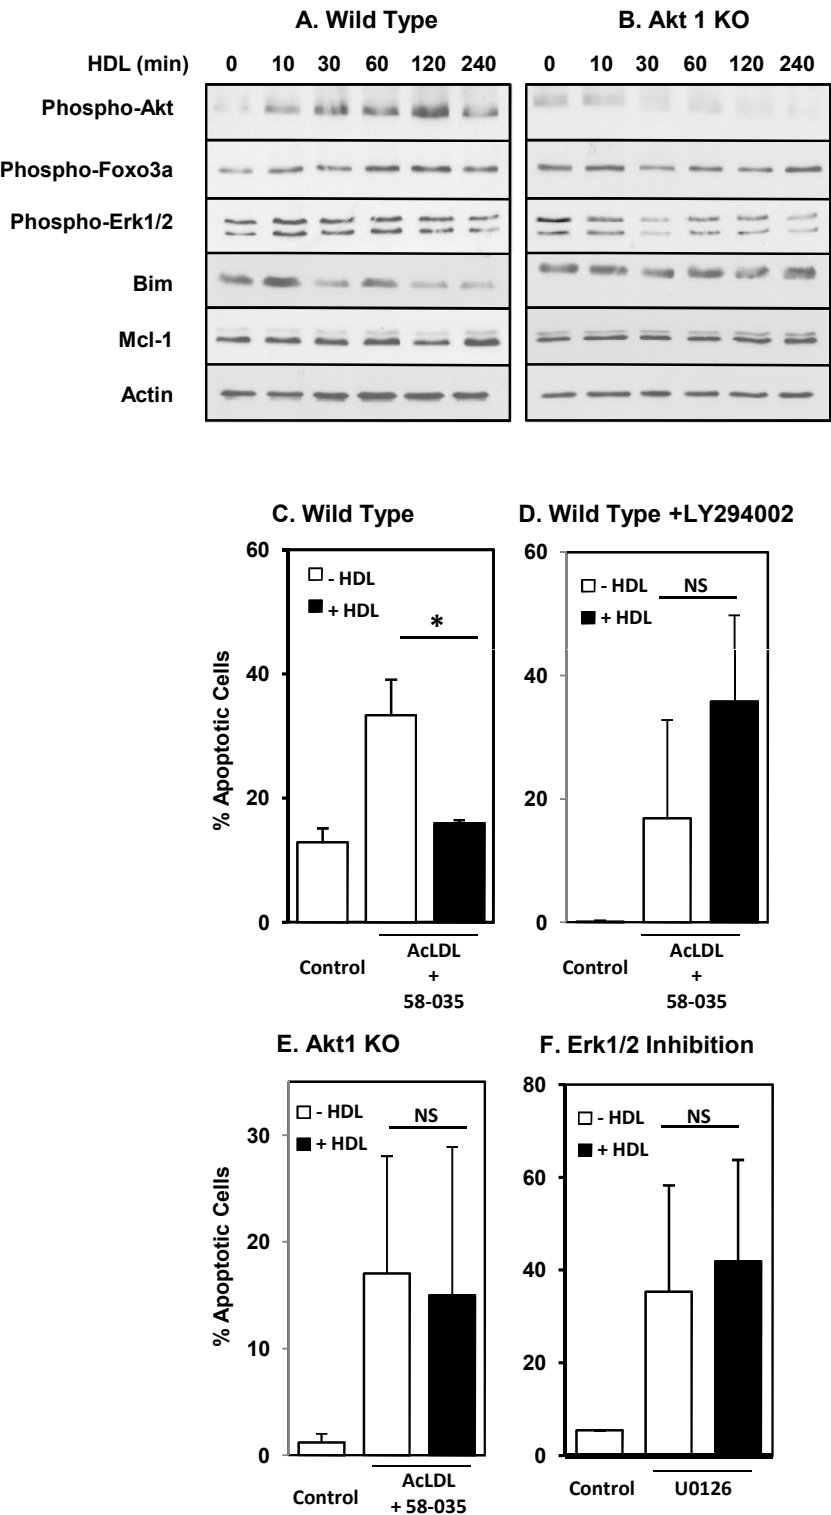 A. Wild Type
B. Akt 1 KO
HDL (min) 0 10 30 60 120 240 0 10 30 60 120 240
Phospho-Akt
Phospho-Foxo3a
Phospho-Erk1/2
Bim
Mcl-1
Actin
C. Wild Type
60
40
20
0
% Apoptotic Cells
- HDL
+ HDL
*
Control
AcLDL
+
58-035
D. Wild Type +LY294002
60
40
20
0
- HDL
+ HDL
NS
Control
AcLDL
+
58-035
E. Akt1 KO
30
20
10
0
% Apoptotic Cells
- HDL
+ HDL
NS
Control
AcLDL
+ 58-035
F. Erk1/2 Inhibition
80
60
40
20
0
- HDL
+ HDL
NS
Control
U0126